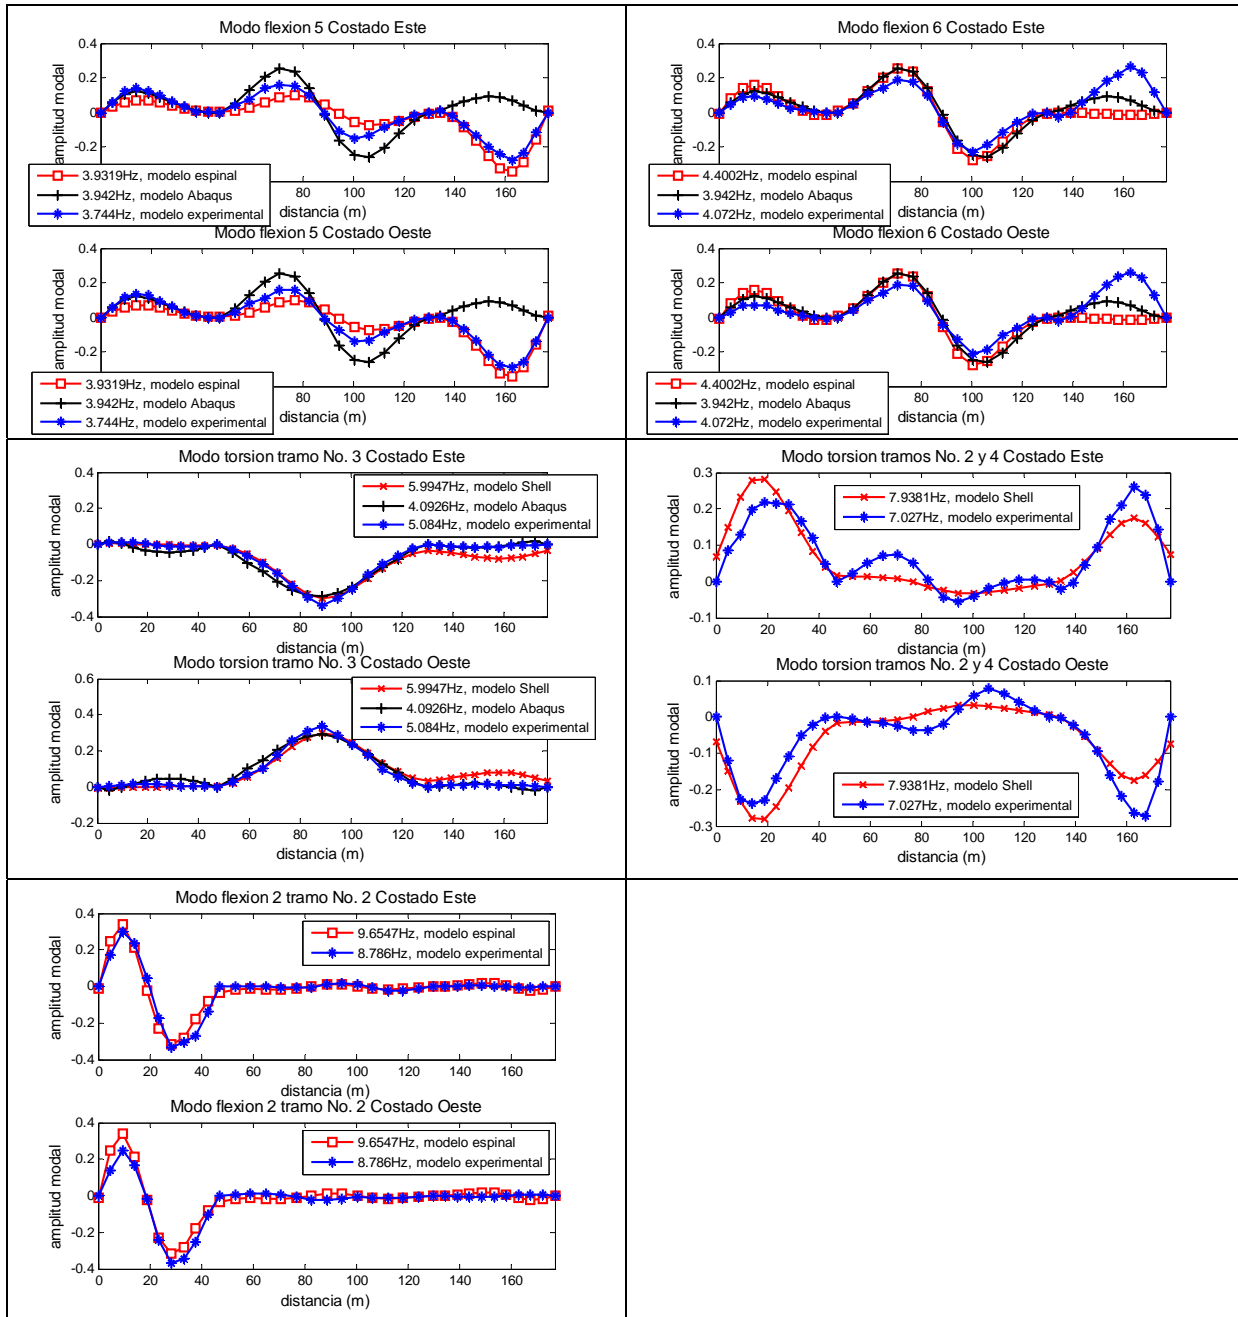 Modo flexion 5 Costado Este
0.4
0.2
0
-0.2
amplitud modal
80
100
120
140
160
distancia (m)
3.9319Hz, modelo espinal
3.942Hz, modelo Abaqus
3.744Hz, modelo experimental
Modo flexion 5 Costado Oeste
0.4
0.2
0
-0.2
amplitud modal
80
100
120
140
160
distancia (m)
3.9319Hz, modelo espinal
3.942Hz, modelo Abaqus
3.744Hz, modelo experimental
Modo flexion 6 Costado Este
0.4
0.2
0
-0.2
amplitud modal
80
100
120
140
160
distancia (m)
4.4002Hz, modelo espinal
3.942Hz, modelo Abaqus
4.072Hz, modelo experimental
Modo flexion 6 Costado Oeste
0.4
0.2
0
-0.2
amplitud modal
80
100
120
140
160
distancia (m)
4.4002Hz, modelo espinal
3.942Hz, modelo Abaqus
4.072Hz, modelo experimental
Modo torsion tramo No. 3 Costado Este
0.4
0.2
0
-0.2
-0.4
amplitud modal
5.9947Hz, modelo Shell
4.0926Hz, modelo Abaqus
5.084Hz, modelo experimental
0
20
40
60
80
100
120
140
160
distancia (m)
Modo torsion tramo No. 3 Costado Oeste
0.6
0.4
0.2
0
-0.2
amplitud modal
5.9947Hz, modelo Shell
4.0926Hz, modelo Abaqus
5.084Hz, modelo experimental
0
20
40
60
80
100
120
140
160
distancia (m)
Modo torsion tramos No. 2 y 4 Costado Este
0.3
0.2
0.1
0
-0.1
amplitud modal
7.9381Hz, modelo Shell
7.027Hz, modelo experimental
0
20
40
60
80
100
120
140
160
distancia (m)
Modo torsion tramos No. 2 y 4 Costado Oeste
0.1
0
-0.1
-0.2
-0.3
amplitud modal
7.9381Hz, modelo Shell
7.027Hz, modelo experimental
0
20
40
60
80
100
120
140
160
distancia (m)
Modo flexion 2 tramo No. 2 Costado Este
0.4
0.2
0
-0.2
-0.4
amplitud modal
9.6547Hz, modelo espinal
8.786Hz, modelo experimental
0
20
40
60
80
100
120
140
160
distancia (m)
Modo flexion 2 tramo No. 2 Costado Oeste
0.4
0.2
0
-0.2
-0.4
amplitud modal
9.6547Hz, modelo espinal
8.786Hz, modelo experimental
0
20
40
60
80
100
120
140
160
distancia (m)